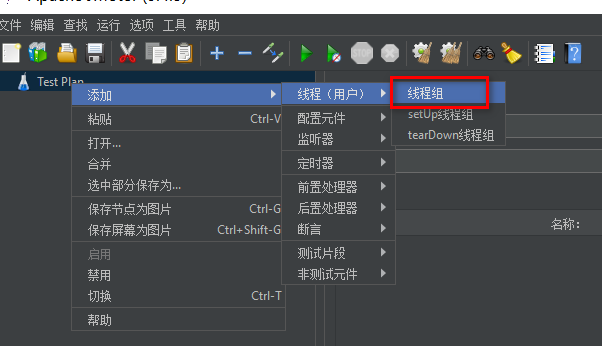 文件 编辑 查找 运行 选项 工具 帮助
Test Plan
添加
粘贴 Ctrl-V
打开...
合并
选中部分保存为...
保存节点为图片 Ctrl-G
保存屏幕为图片 Ctrl+Shift-G
启用
禁用
切换 Ctrl-T
帮助
线程（用户）
配置元件
监听器
定时器
前置处理器
后置处理器
断言
测试片段
非测试元件
线程组
setUp线程组
tearDown线程组
名称: